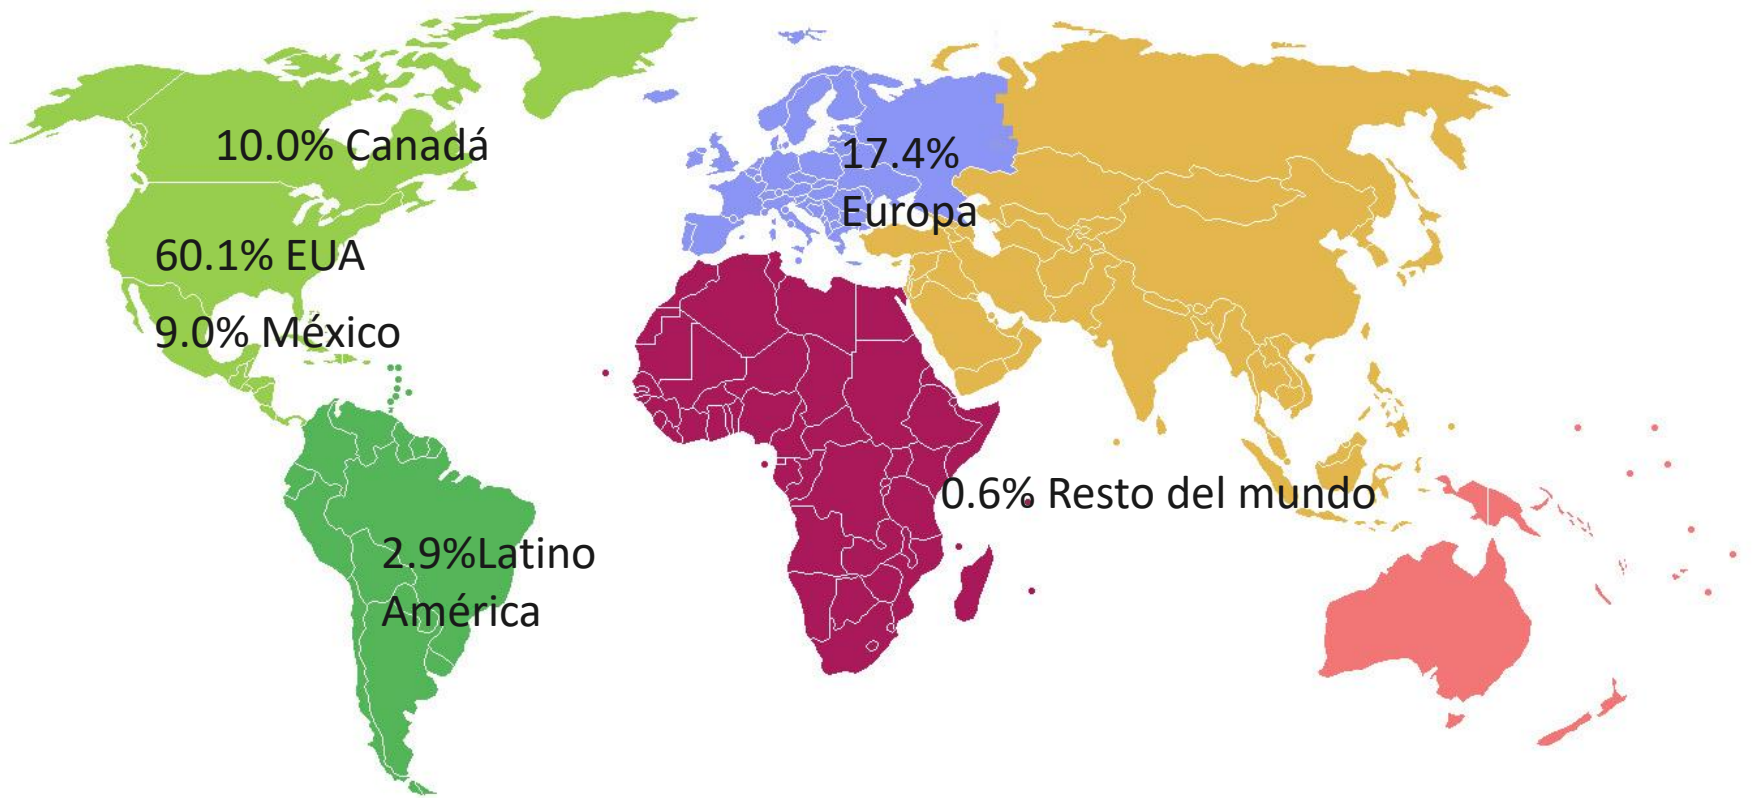 10.0% Canadá
17.4%
Europa
60.1% EUA
9.0% México
0.6% Resto del mundo
2.9%Latino
América